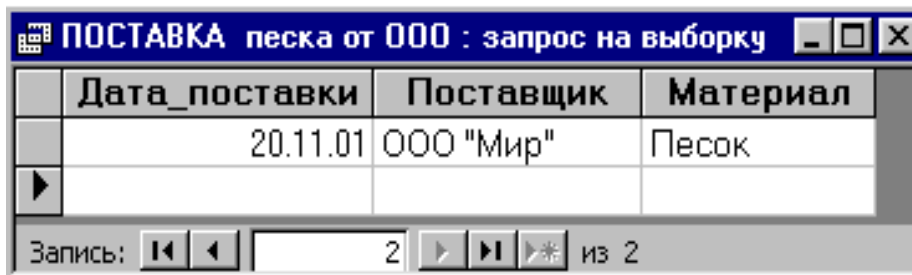 ПОСТАВКА песка от ООО : запрос на выборку
Дата_поставки Поставщик Материал
20.11.01 ООО "Мир" Песок
Запись: 2 из 2